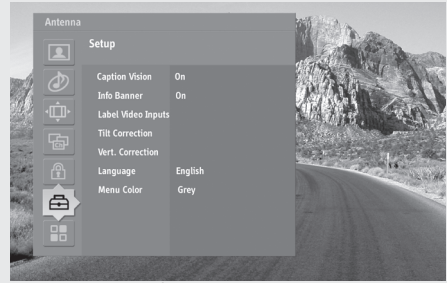 Antenna
Setup
Caption Vision On
Info Banner On
Label Video Inputs
Tilt Correction
Vert. Correction
Language English
Menu Color Grey
Ch